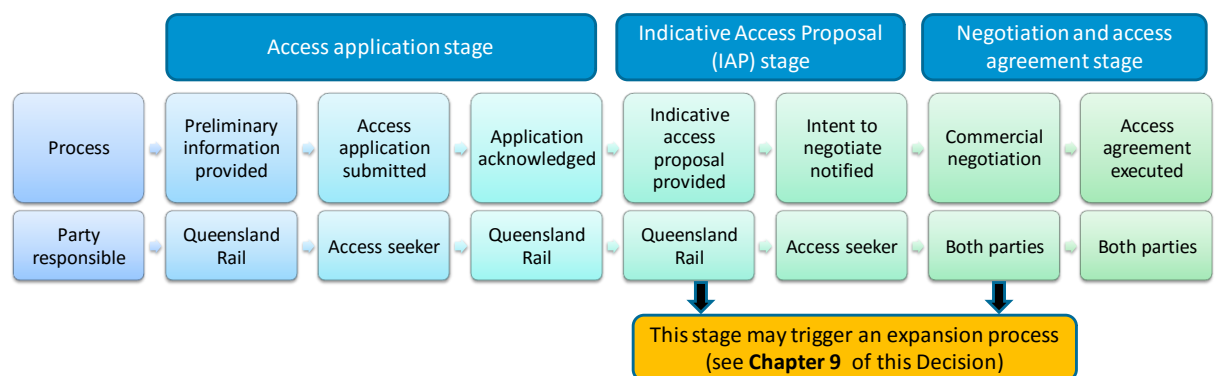 Access application stage
Indicative Access Proposal
(IAP) stage
Negotiation and access
agreement stage
Process
Preliminary
information
provided
Access
application
submitted
Application
acknowledged
Indicative
access
proposal
provided
Intent to
negotiate
notified
Commercial
negotiation
Access
agreement
executed
Party
responsible
Queensland
Rail
Access seeker
Queensland
Rail
Queensland
Rail
Access seeker
Both parties
Both parties
This stage may trigger an expansion process
(see Chapter 9 of this Decision)